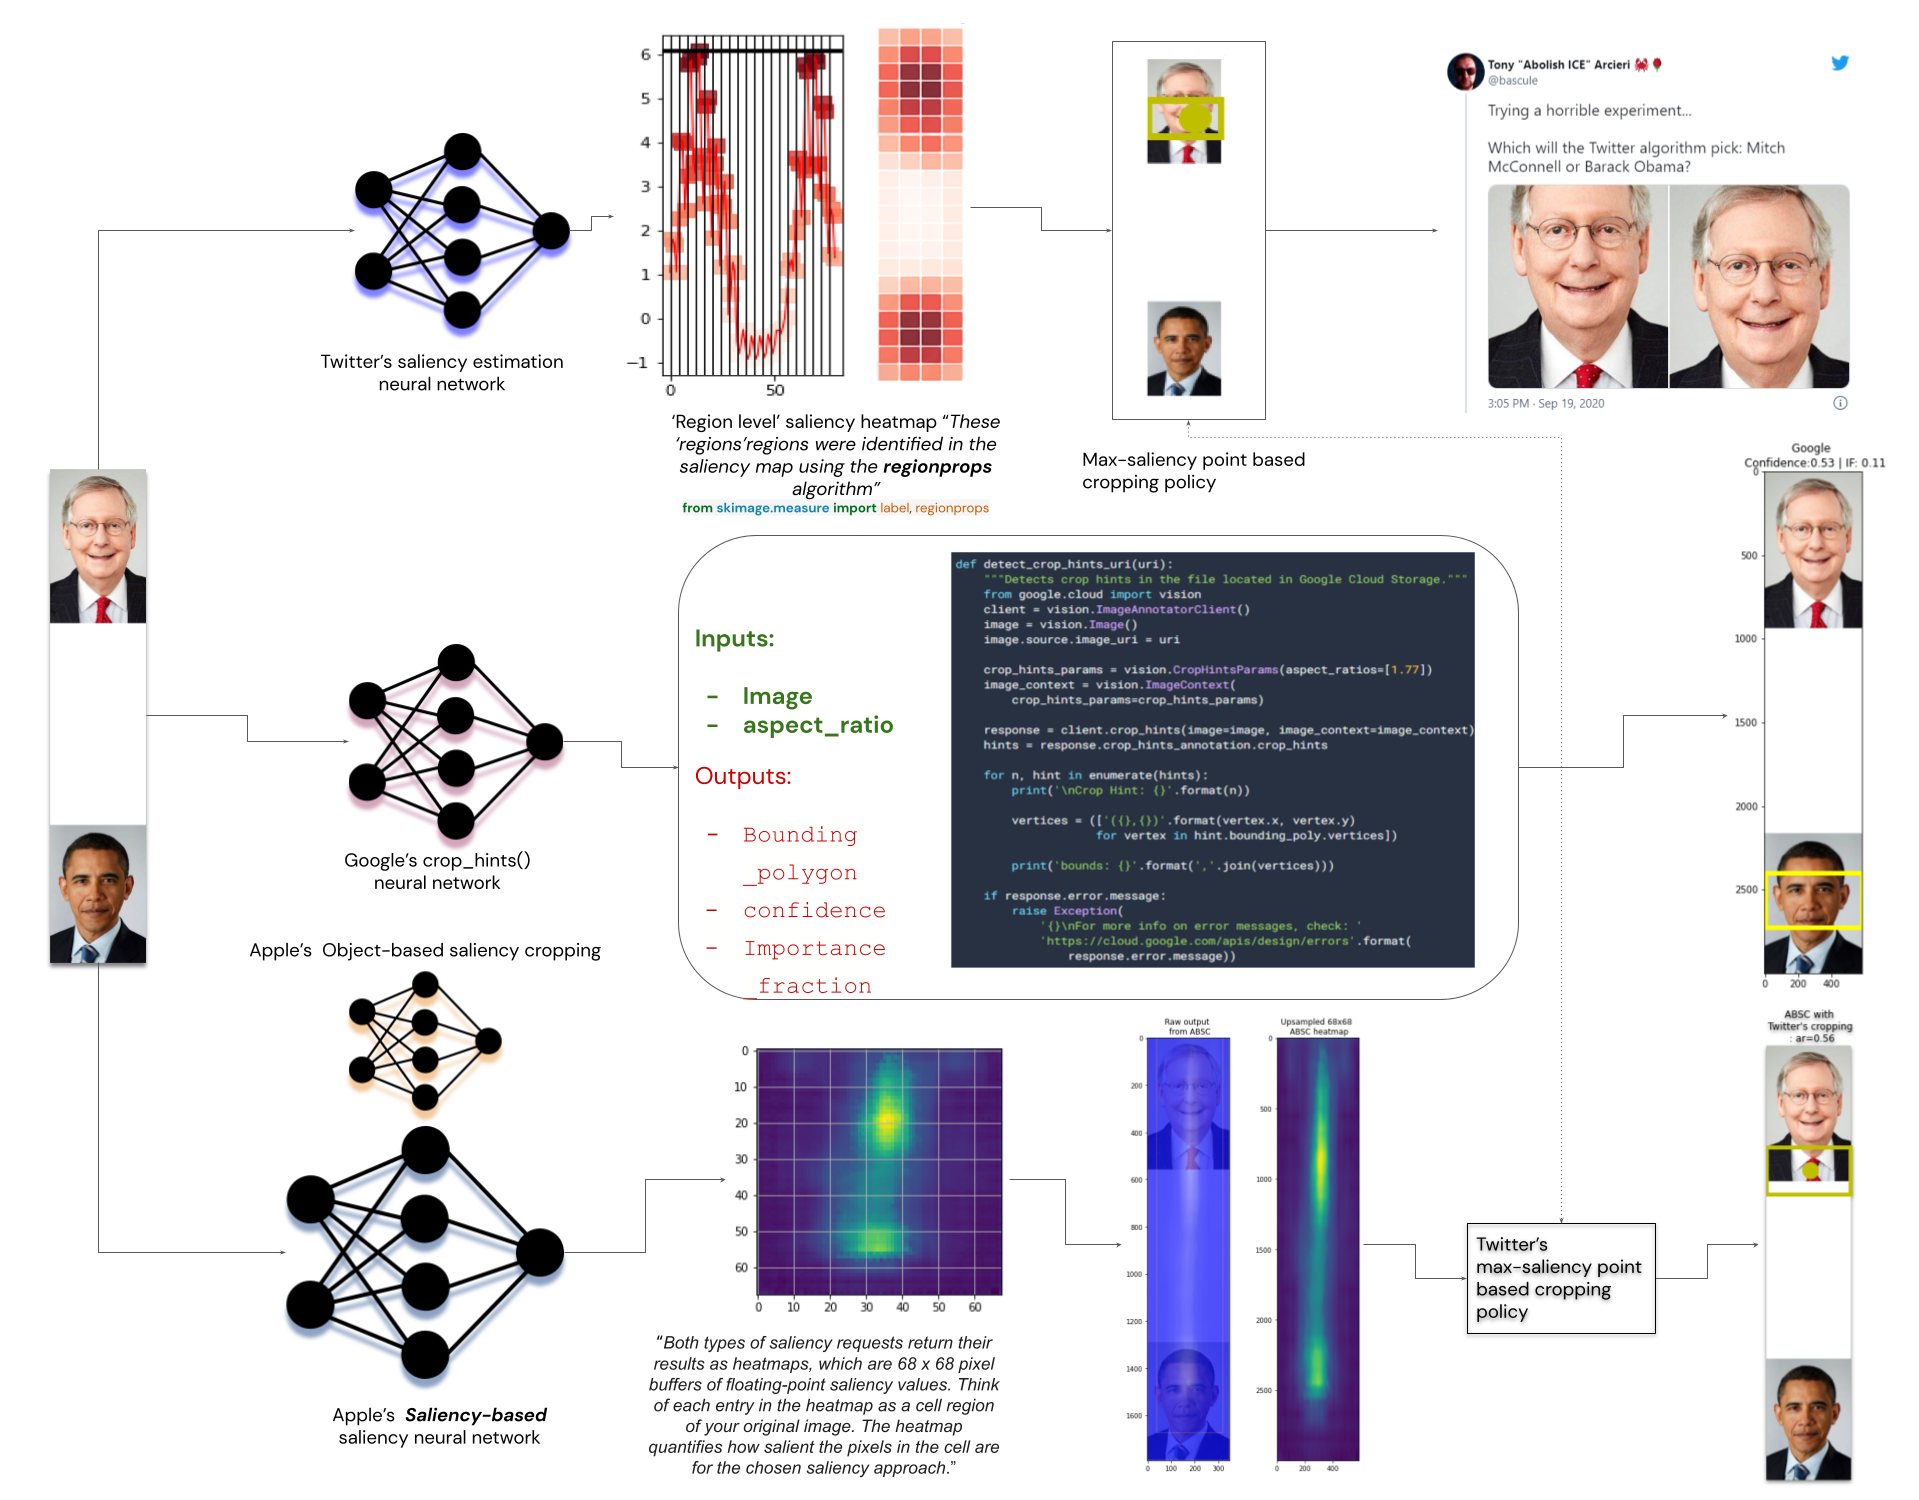 6
5
4
3
2
1
0
−1
0
50
Tony "Abolish ICE" Arcieri 🦀🌹
@bascule
Trying a horrible experiment...
Which will the Twitter algorithm pick: Mitch
McConnell or Barack Obama?
3:05 PM · Sep 19, 2020
Twitter's saliency estimation
neural network
'Region level' saliency heatmap "These
'regions'regions were identified in the
saliency map using the regionprops
algorithm"
from skimage.measure import label, regionprops
Max-saliency point based
cropping policy
Google
Confidence:0.53 | IF: 0.11
0
500
1000
1500
2000
2500
0
200
400
Google's crop_hints()
neural network
Inputs:
- Image
- aspect_ratio
Outputs:
- Bounding
_polygon
- confidence
- Importance
_fraction
def detect_crop_hints_uri(uri):
"""Detects crop hints in the file located in Google Cloud Storage."""
from google.cloud import vision
client = vision.ImageAnnotatorClient()
image = vision.Image()
image.source.image_uri = uri
crop_hints_params = vision.CropHintsParams(aspect_ratios=[1.77])
image_context = vision.ImageContext(
crop_hints_params=crop_hints_params)
response = client.crop_hints(image=image, image_context=image_context)
hints = response.crop_hints_annotation.crop_hints
for n, hint in enumerate(hints):
print('\nCrop Hint: {}'.format(n))
vertices = (['({},{})'.format(vertex.x, vertex.y)
for vertex in hint.bounding_poly.vertices])
print('bounds: {}'.format(','.join(vertices)))
if response.error.message:
raise Exception(
'{}\nFor more info on error messages, check: '
'https://cloud.google.com/apis/design/errors'.format(
response.error.message))
Apple's Object-based saliency cropping
Apple's Saliency-based
saliency neural network
0
10
20
30
40
50
60
0
10
20
30
40
50
60
"Both types of saliency requests return their
results as heatmaps, which are 68 x 68 pixel
buffers of floating-point saliency values. Think
of each entry in the heatmap as a cell region
of your original image. The heatmap
quantifies how salient the pixels in the cell are
for the chosen saliency approach."
Raw output
from ABSC
0
200
400
600
800
1000
1200
1400
1600
0
100
200
300
Upsampled 68x68
ABSC heatmap
0
500
1000
1500
2000
2500
0
200
400
Twitter's
max-saliency point
based cropping
policy
ABSC with
Twitter's cropping
: ar=0.56